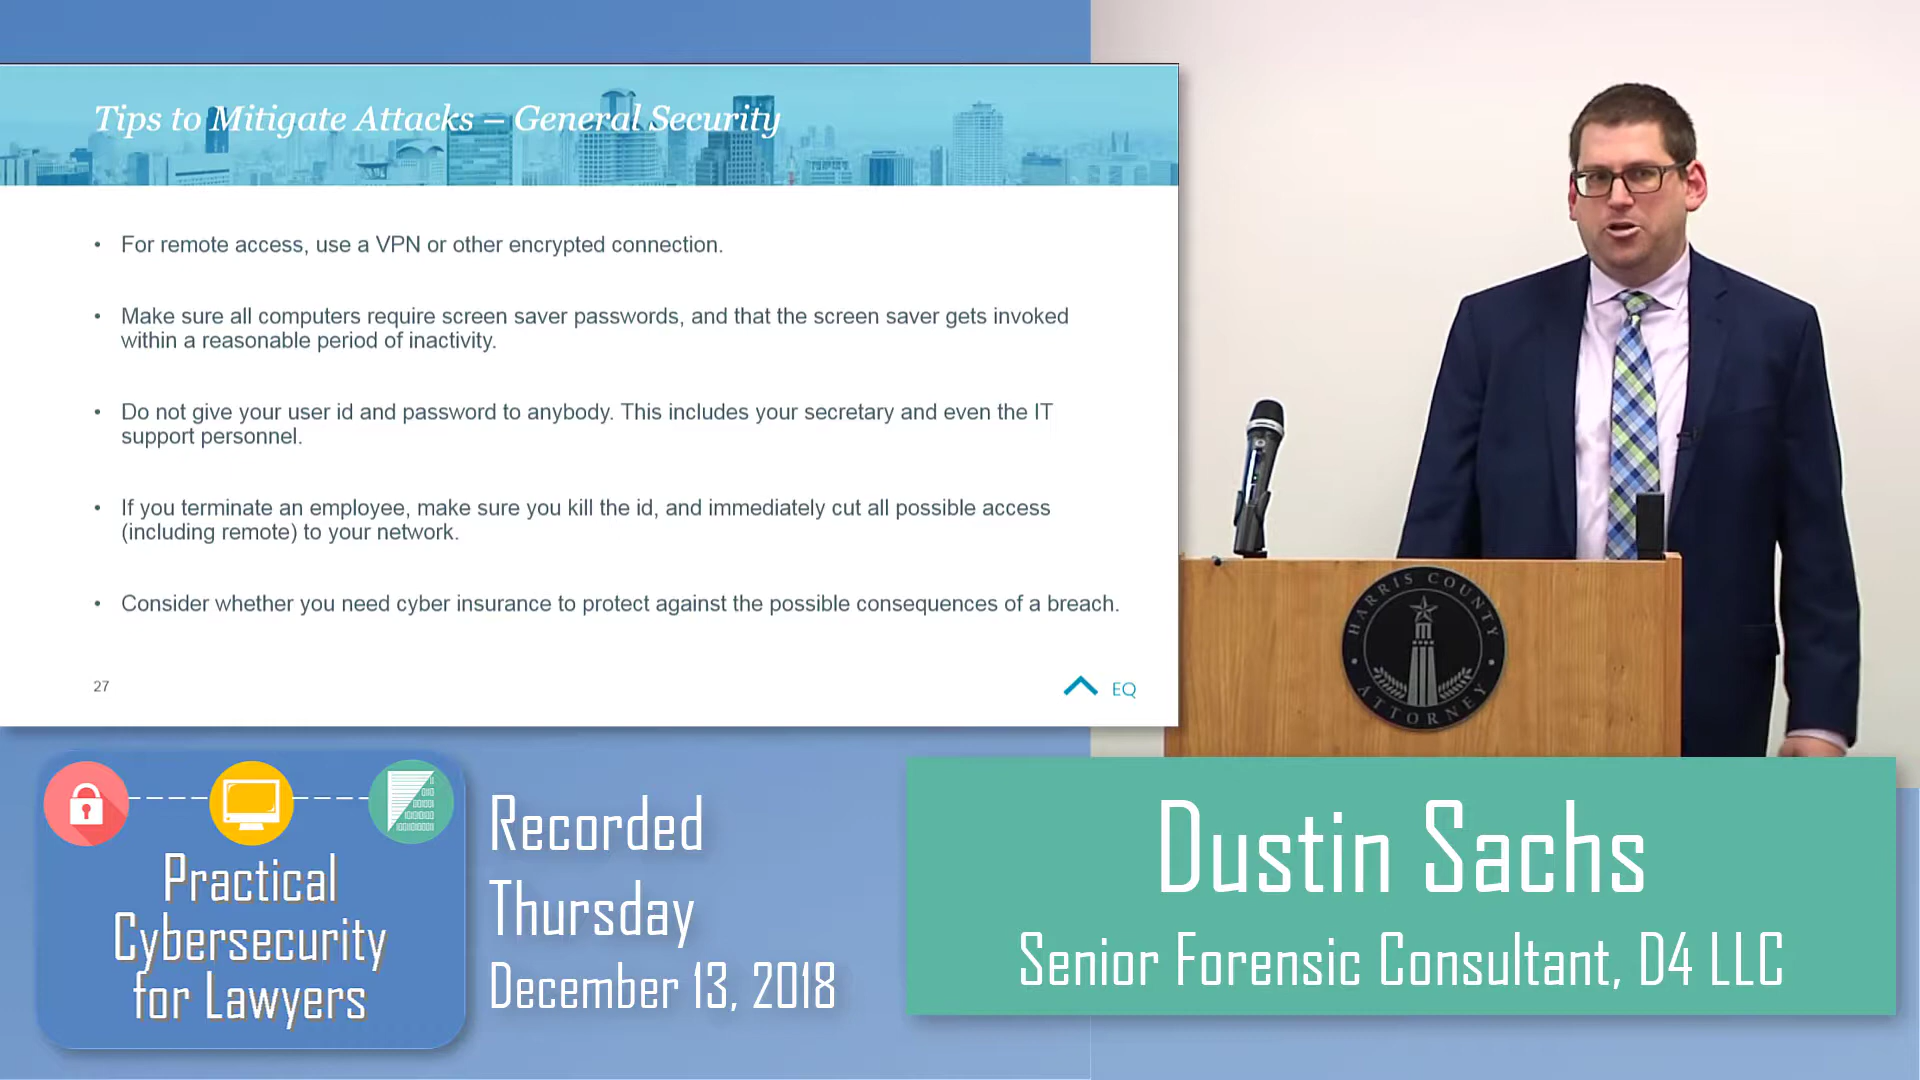 Tips to Mitigate Attacks – General Security
• For remote access, use a VPN or other encrypted connection.
• Make sure all computers require screen saver passwords, and that the screen saver gets invoked
within a reasonable period of inactivity.
• Do not give your user id and password to anybody. This includes your secretary and even the IT
support personnel.
• If you terminate an employee, make sure you kill the id, and immediately cut all possible access
(including remote) to your network.
• Consider whether you need cyber insurance to protect against the possible consequences of a breach.
27
EQ
HARRIS COUNTY
ATTORNEY
Practical
Cybersecurity
for Lawyers
Recorded
Thursday
December 13, 2018
Dustin Sachs
Senior Forensic Consultant, D4 LLC